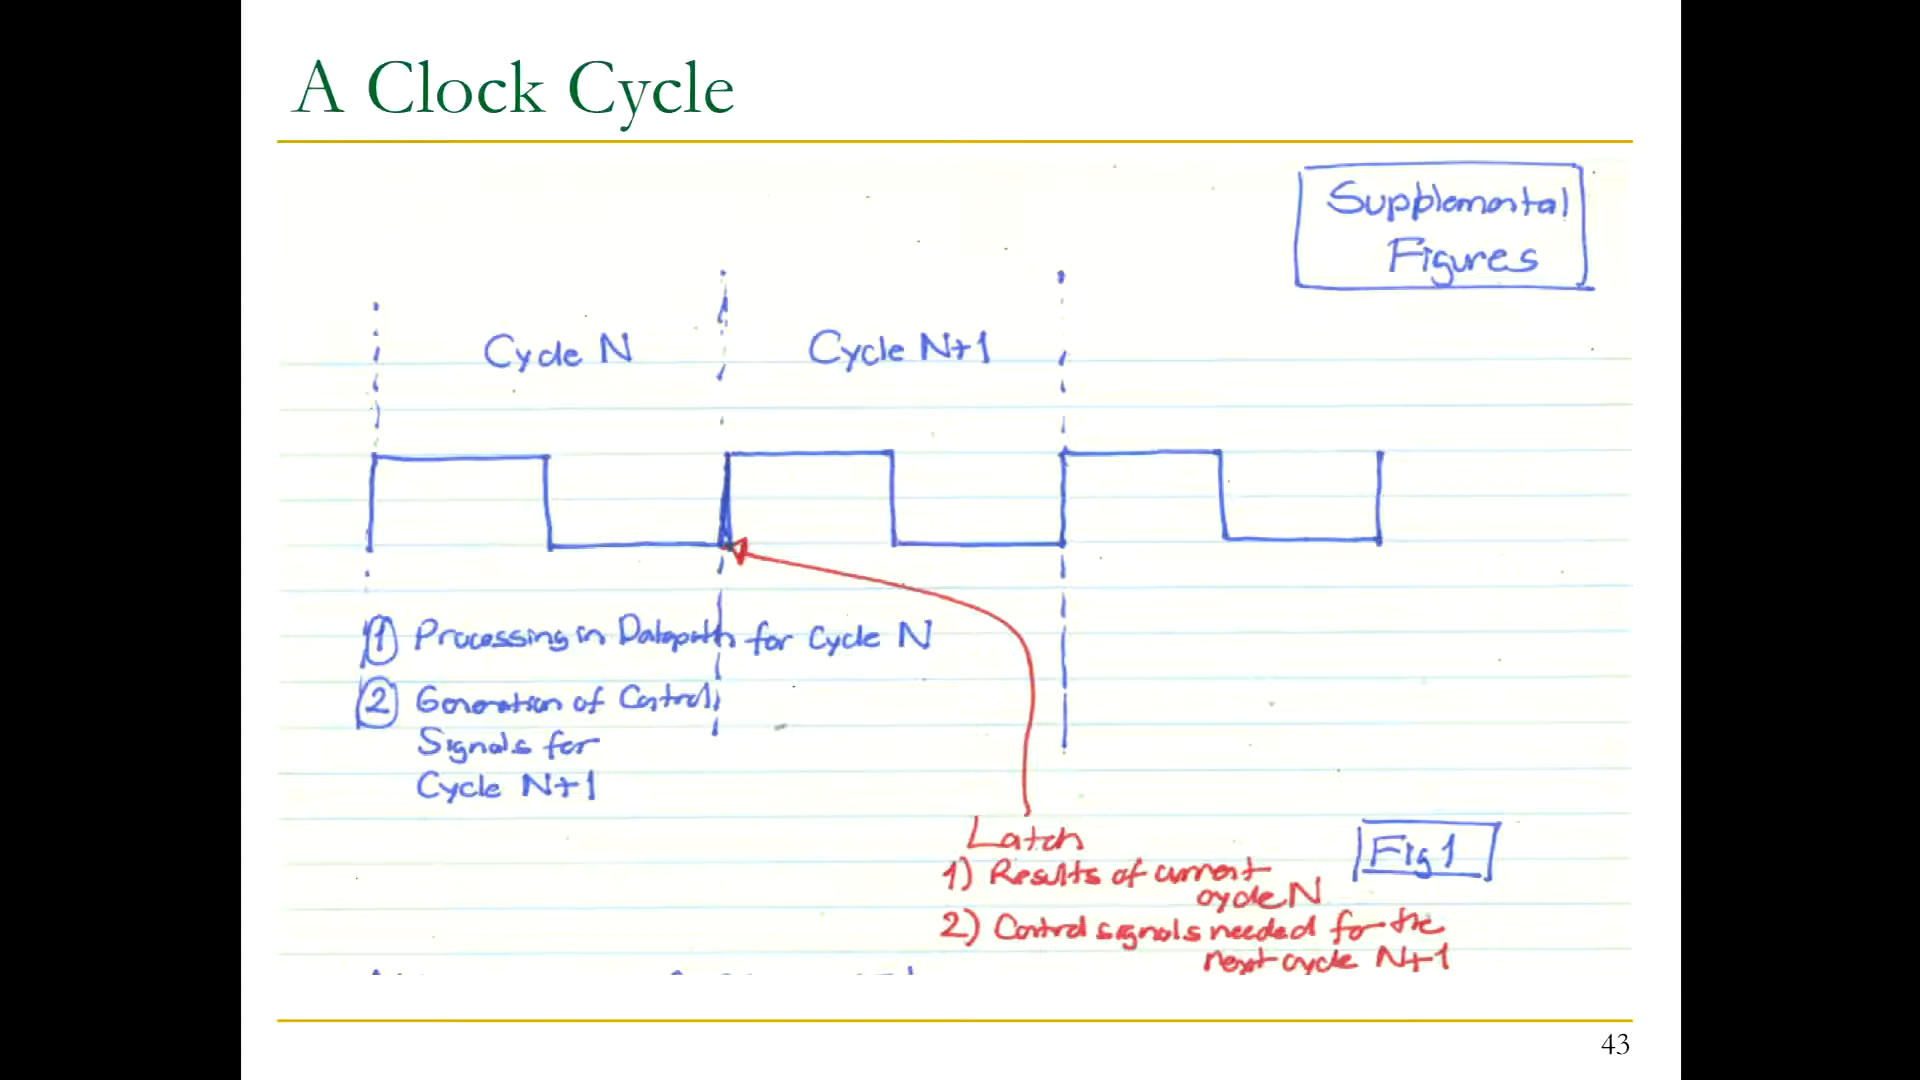 A Clock Cycle
Supplemental
Figures
Cycle N
Cycle N+1
1 Processing in Datapath for Cycle N
2 Generation of Control
Signals for
Cycle N+1
Latch
1) Results of current
cycle N
2) Control signals needed for the
next cycle N+1
Fig 1
43